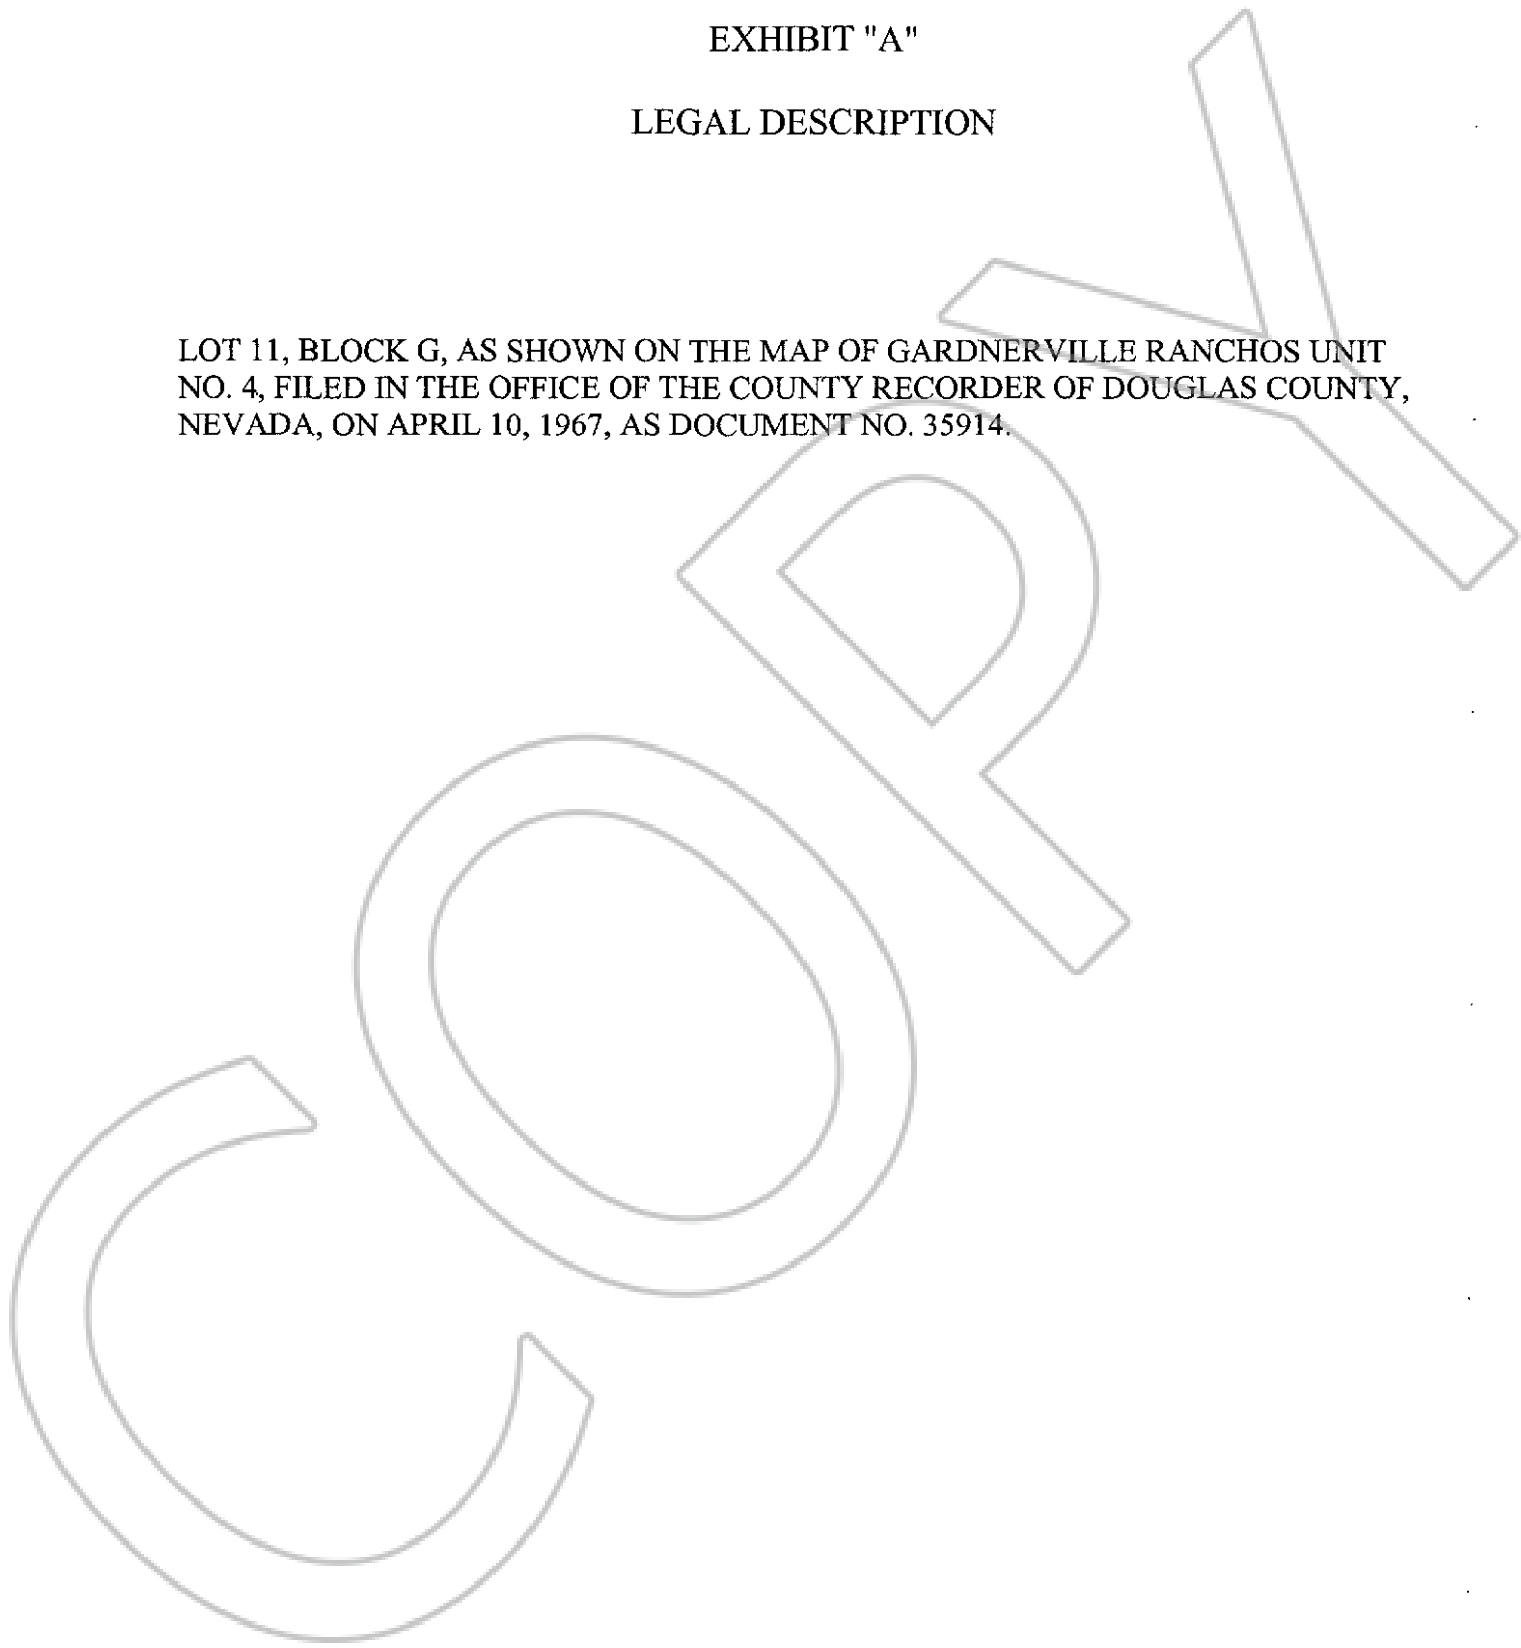 EXHIBIT "A"
LEGAL DESCRIPTION
LOT 11, BLOCK G, AS SHOWN ON THE MAP OF GARDNERVILLE RANCHOS UNIT
NO. 4, FILED IN THE OFFICE OF THE COUNTY RECORDER OF DOUGLAS COUNTY,
NEVADA, ON APRIL 10, 1967, AS DOCUMENT NO. 35914.
COPY